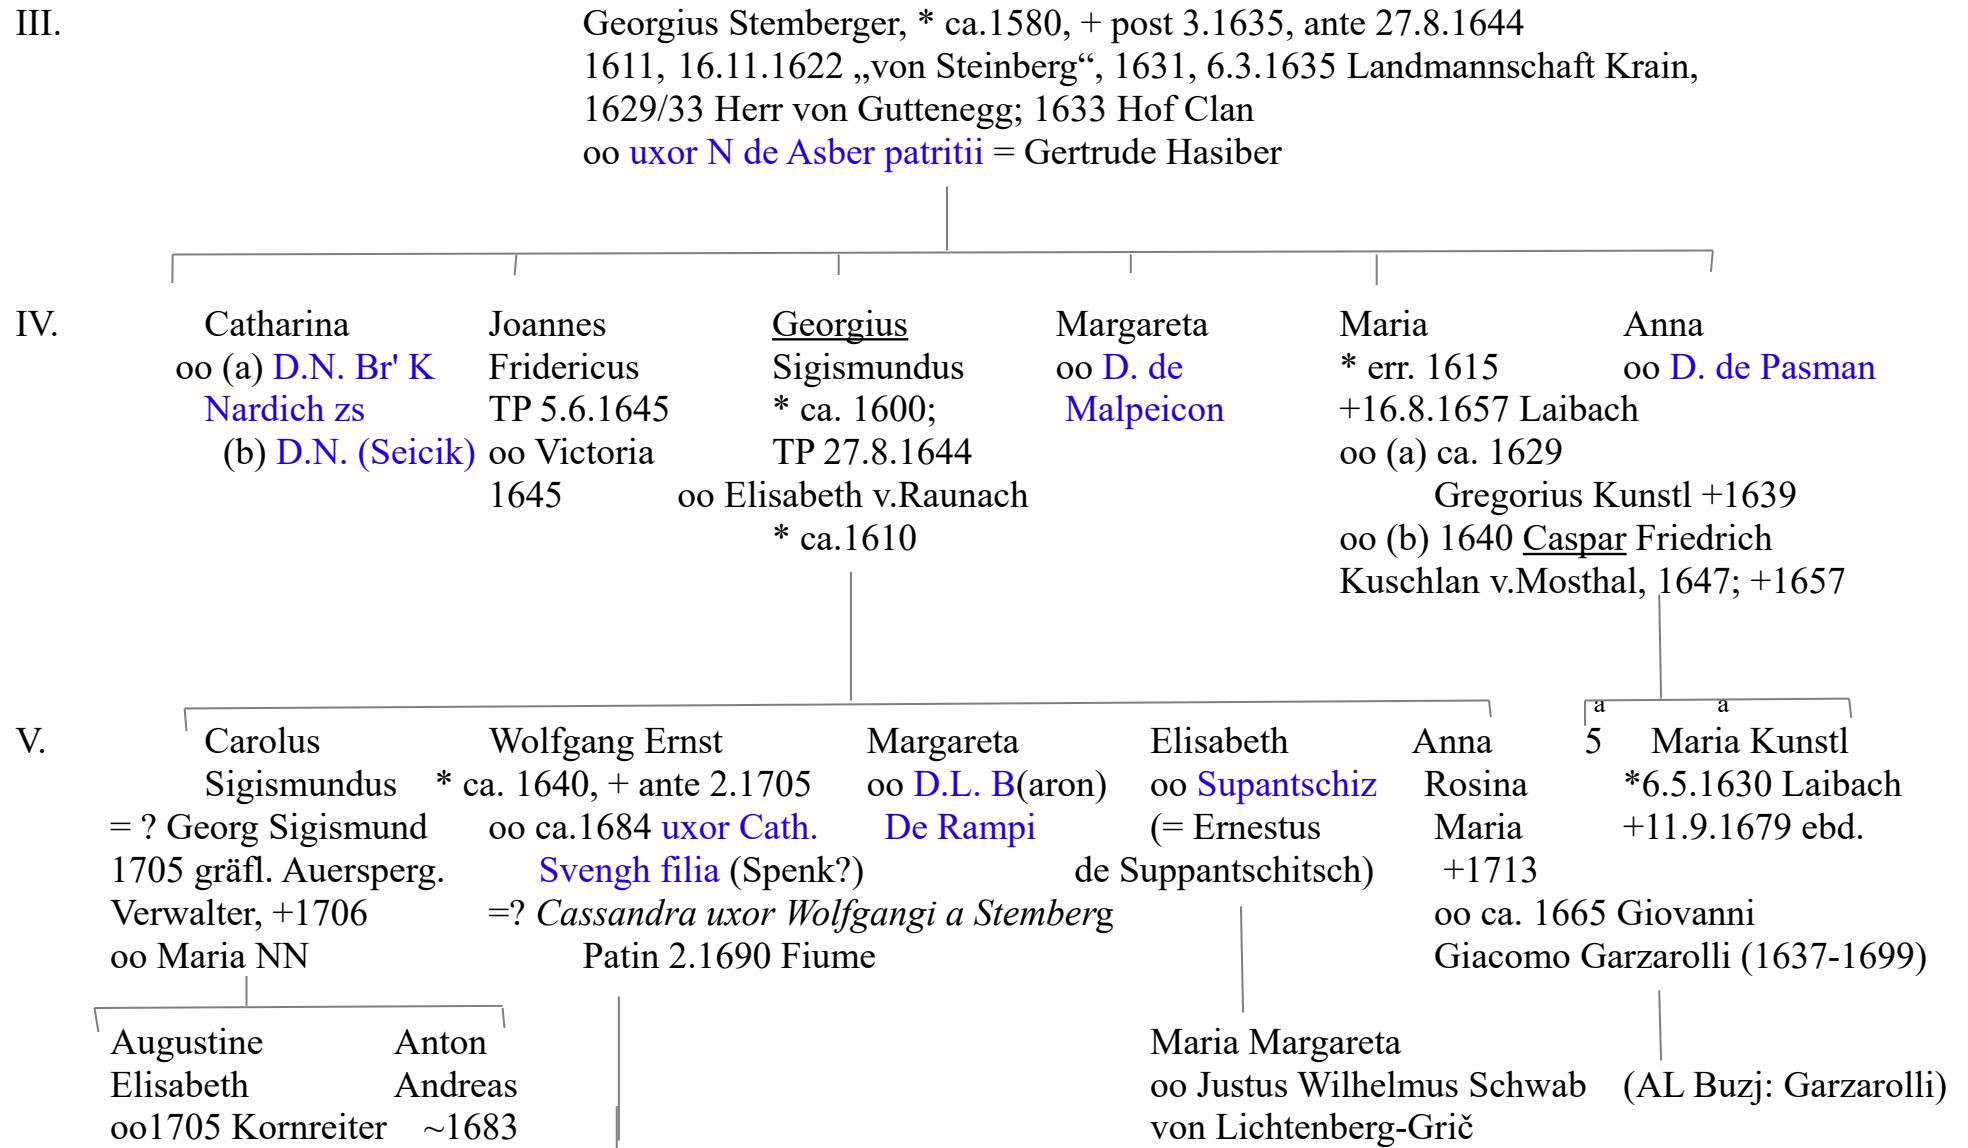 III.
Georgius Stemberger, * ca.1580, + post 3.1635, ante 27.8.1644
1611, 16.11.1622 „von Steinberg“, 1631, 6.3.1635 Landmannschaft Krain,
1629/33 Herr von Guttenegg; 1633 Hof Clan
oo uxor N de Asber patritii = Gertrude Hasiber
IV.
Catharina
oo (a) D.N. Br' K
Nardich zs
(b) D.N. (Seicik)
Joannes
Fridericus
TP 5.6.1645
oo Victoria
1645
Georgius
Sigismundus
* ca. 1600;
TP 27.8.1644
oo Elisabeth v.Raunach
* ca.1610
Margareta
oo D. de
Malpeicon
Maria
* err. 1615
+16.8.1657 Laibach
oo (a) ca. 1629
Gregorius Kunstl +1639
oo (b) 1640 Caspar Friedrich
Kuschlan v.Mosthal, 1647; +1657
Anna
oo D. de Pasman
V.
Carolus
Sigismundus
= ? Georg Sigismund
1705 gräfl. Auersperg.
Verwalter, +1706
oo Maria NN
Wolfgang Ernst
* ca. 1640, + ante 2.1705
oo ca.1684 uxor Cath.
Svengh filia (Spenk?)
=? Cassandra uxor Wolfgangi a Stemberg
Patin 2.1690 Fiume
Margareta
oo D.L. B(aron)
De Rampi
Elisabeth
oo Supantschiz
(= Ernestus
de Suppantschitsch)
Anna
Rosina
Maria
+1713
oo ca. 1665 Giovanni
Giacomo Garzarolli (1637-1699)
a
5
a
Maria Kunstl
*6.5.1630 Laibach
+11.9.1679 ebd.
Augustine
Elisabeth
oo1705 Kornreiter
Anton
Andreas
~1683
Maria Margareta
oo Justus Wilhelmus Schwab
von Lichtenberg-Grič
(AL Buzj: Garzarolli)